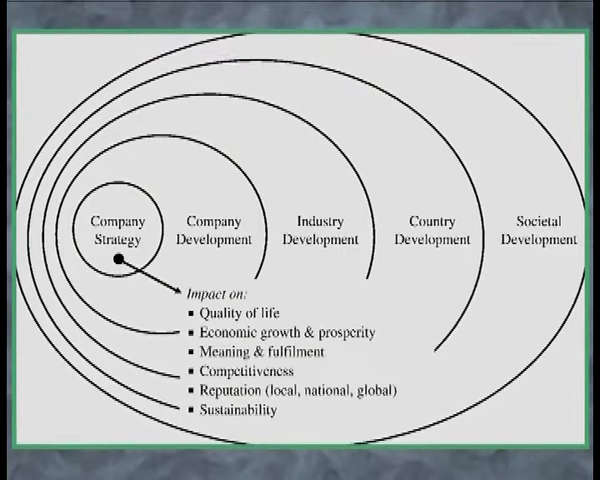 Company
Strategy
Company
Development
Industry
Development
Country
Development
Societal
Development
Impact on:
▪ Quality of life
▪ Economic growth & prosperity
▪ Meaning & fulfilment
▪ Competitiveness
▪ Reputation (local, national, global)
▪ Sustainability